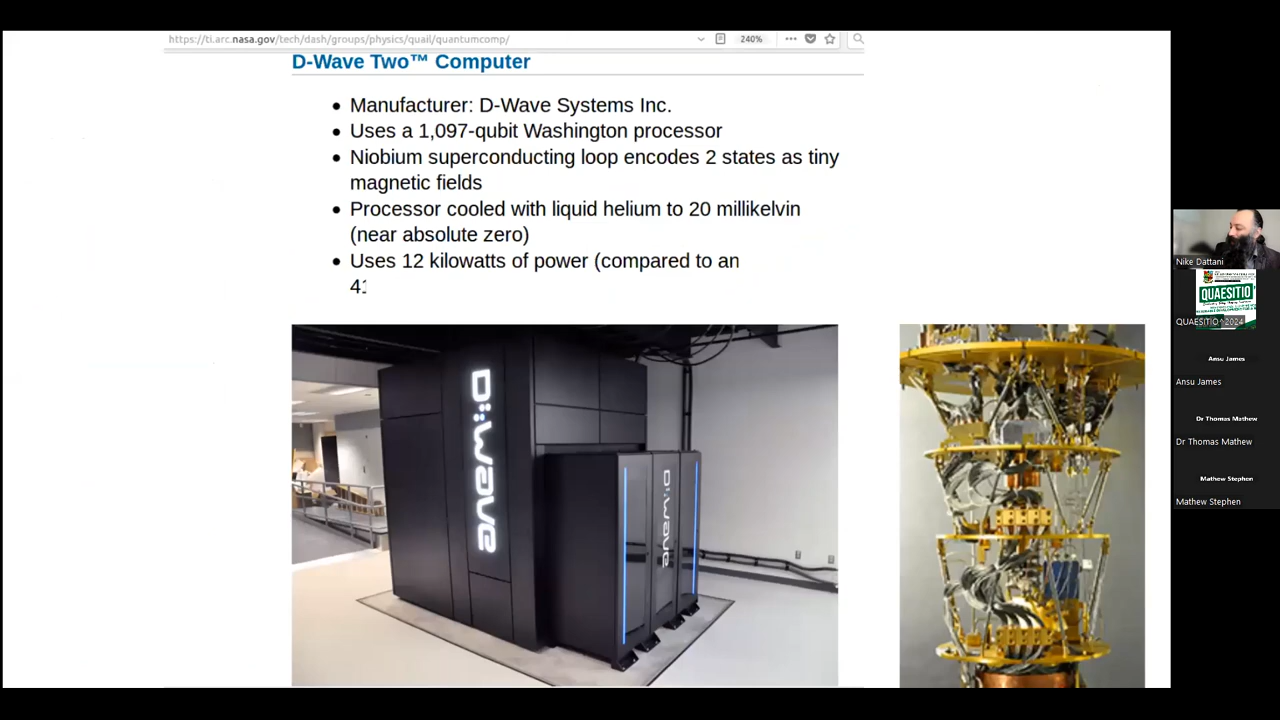 https://ti.arc.nasa.gov/tech/dash/groups/physics/quail/quantumcomp/
240%
D-Wave Two™ Computer
• Manufacturer: D-Wave Systems Inc.
• Uses a 1,097-qubit Washington processor
• Niobium superconducting loop encodes 2 states as tiny
magnetic fields
• Processor cooled with liquid helium to 20 millikelvin
(near absolute zero)
• Uses 12 kilowatts of power (compared to an
41
D:wave
D:wave
Nike Dattani
QUAESITIO
QUAESITIO 2024
Ansu James
Ansu James
Dr Thomas Mathew
Dr Thomas Mathew
Mathew Stephen
Mathew Stephen